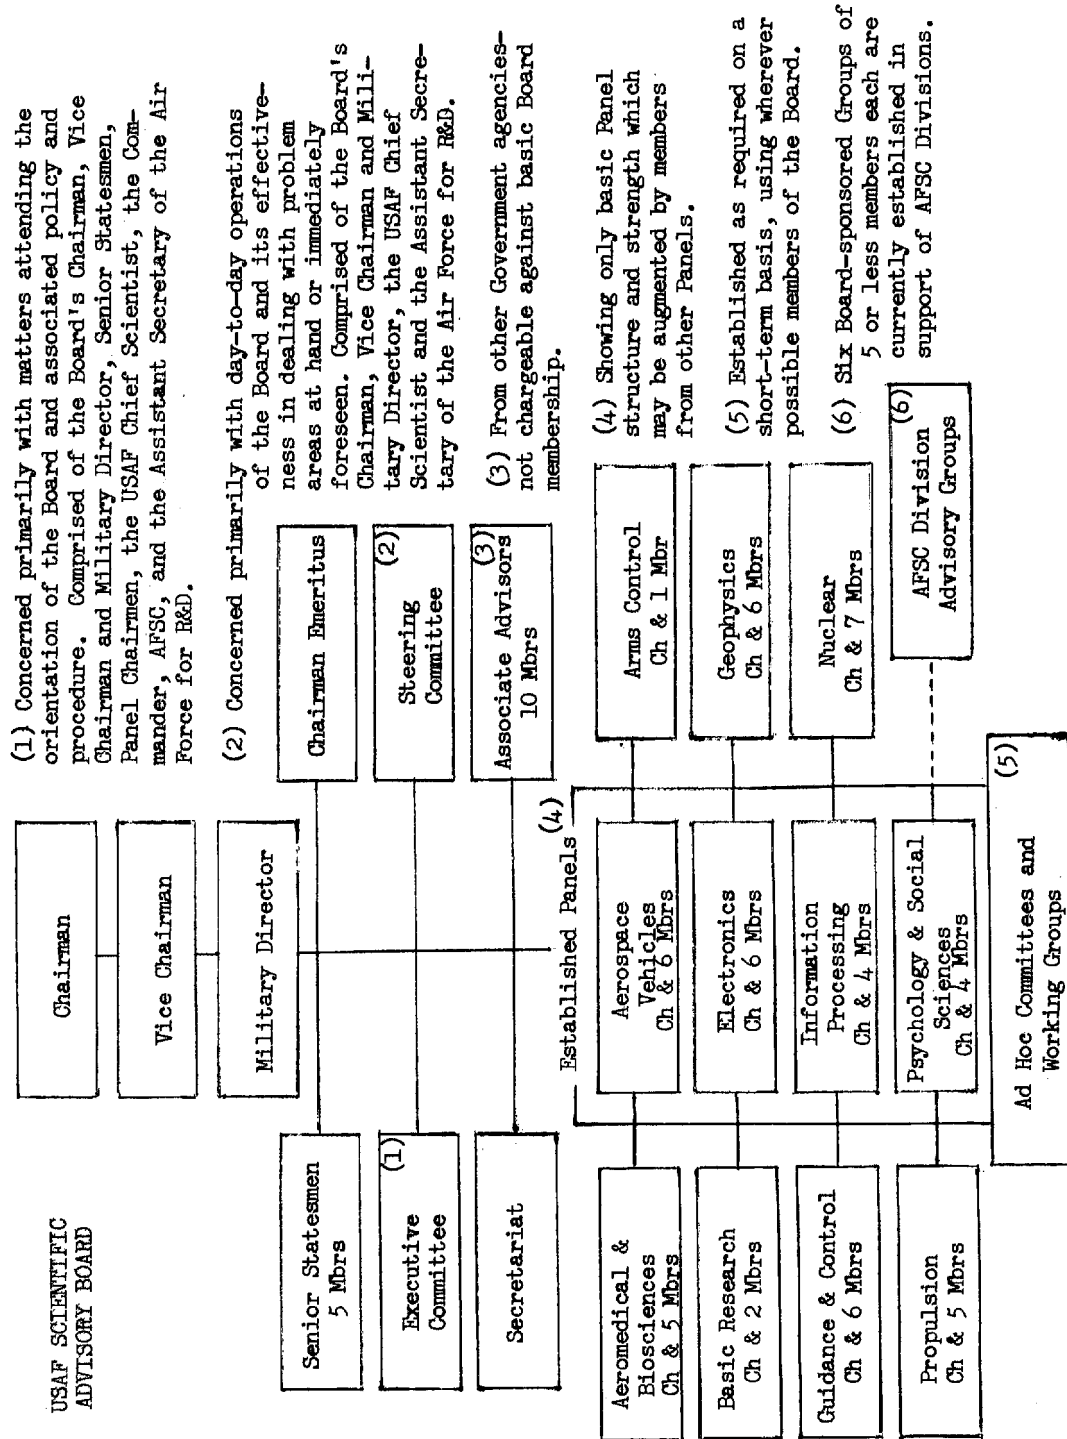 USAF SCIENTIFIC
ADVISORY BOARD
Chairman
Vice Chairman
Military Director
(1) Concerned primarily with matters attending the
orientation of the Board and associated policy and
procedure. Comprised of the Board's Chairman, Vice
Chairman and Military Director, Senior Statesmen,
Panel Chairmen, the USAF Chief Scientist, the Com-
mander, AFSC, and the Assistant Secretary of the Air
Force for R&D.
(2) Concerned primarily with day-to-day operations
of the Board and its effective-
ness in dealing with problem
areas at hand or immediately
foreseen. Comprised of the Board's
Chairman, Vice Chairman and Mili-
tary Director, the USAF Chief
Scientist and the Assistant Secre-
tary of the Air Force for R&D.
Senior Statesmen
5 Mbrs
Chairman Emeritus
Executive
Committee
(1)
Steering
Committee
(2)
Secretariat
Associate Advisors
10 Mbrs
(3)
(3) From other Government agencies-
not chargeable against basic Board
membership.
Established Panels
(4)
Aeromedical &
Biosciences
Ch & 5 Mbrs
Aerospace
Vehicles
Ch & 6 Mbrs
Arms Control
Ch & 1 Mbr
(4) Showing only basic Panel
structure and strength which
may be augmented by members
from other Panels.
Basic Research
Ch & 2 Mbrs
Electronics
Ch & 6 Mbrs
Geophysics
Ch & 6 Mbrs
(5) Established as required on a
short-term basis, using wherever
possible members of the Board.
Guidance & Control
Ch & 6 Mbrs
Information
Processing
Ch & 4 Mbrs
Nuclear
Ch & 7 Mbrs
(6) Six Board-sponsored Groups of
5 or less members each are
currently established in
support of AFSC Divisions.
Propulsion
Ch & 5 Mbrs
Psychology & Social
Sciences
Ch & 4 Mbrs
AFSC Division
Advisory Groups
(6)
Ad Hoc Committees and
Working Groups
(5)